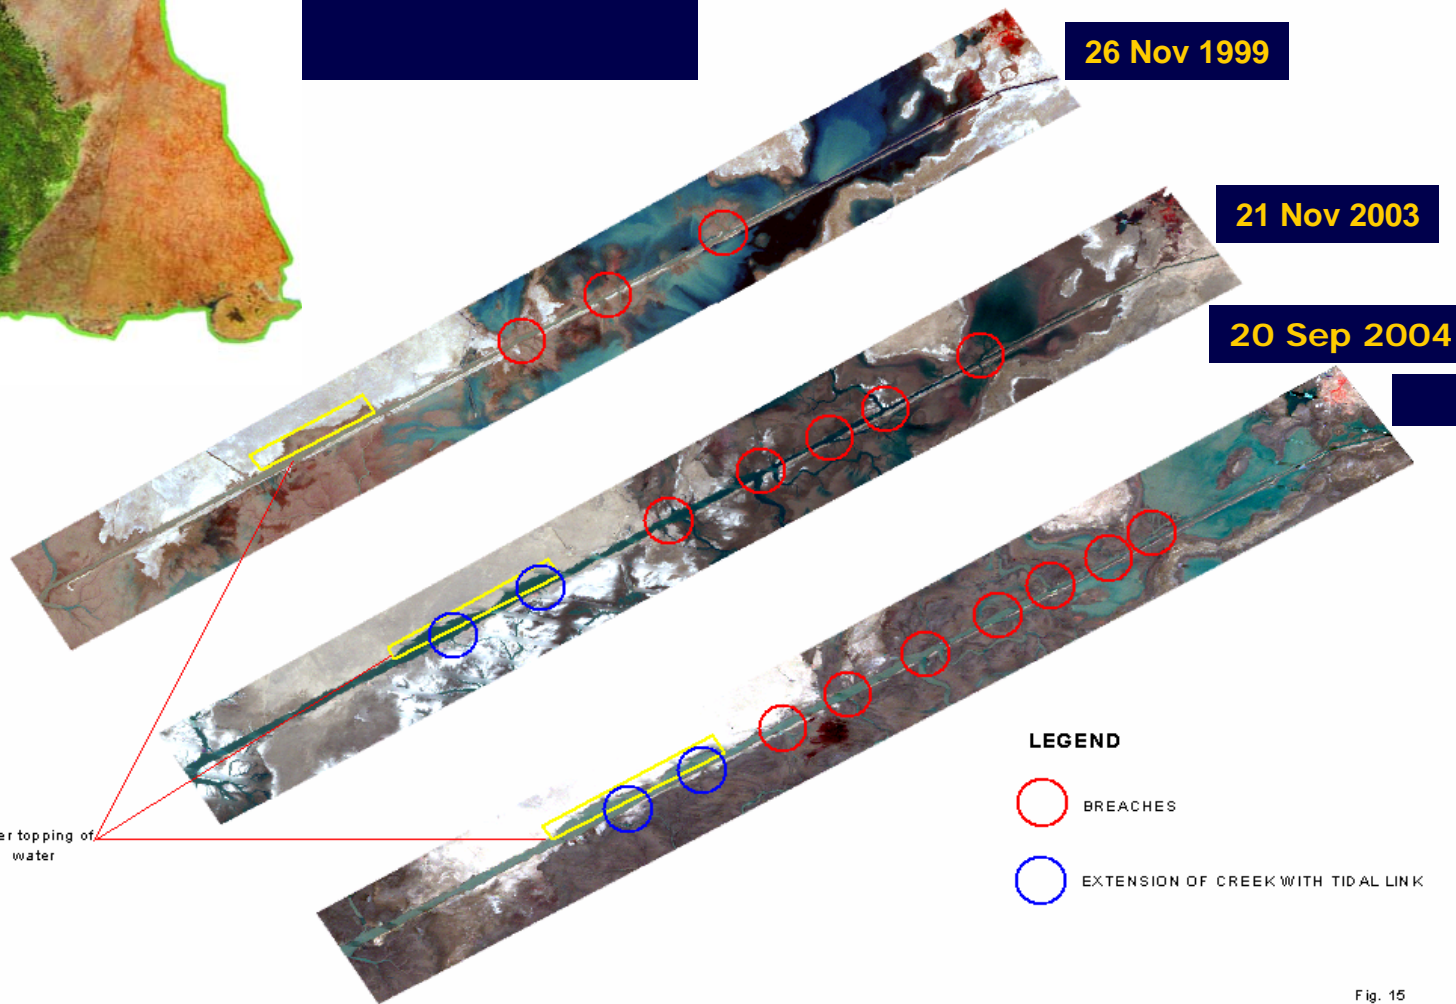 26 Nov 1999
21 Nov 2003
20 Sep 2004
LEGEND
BREACHES
topping of
water
EXTENSION OF CREEK WITH TIDAL LINK
Fig. 15